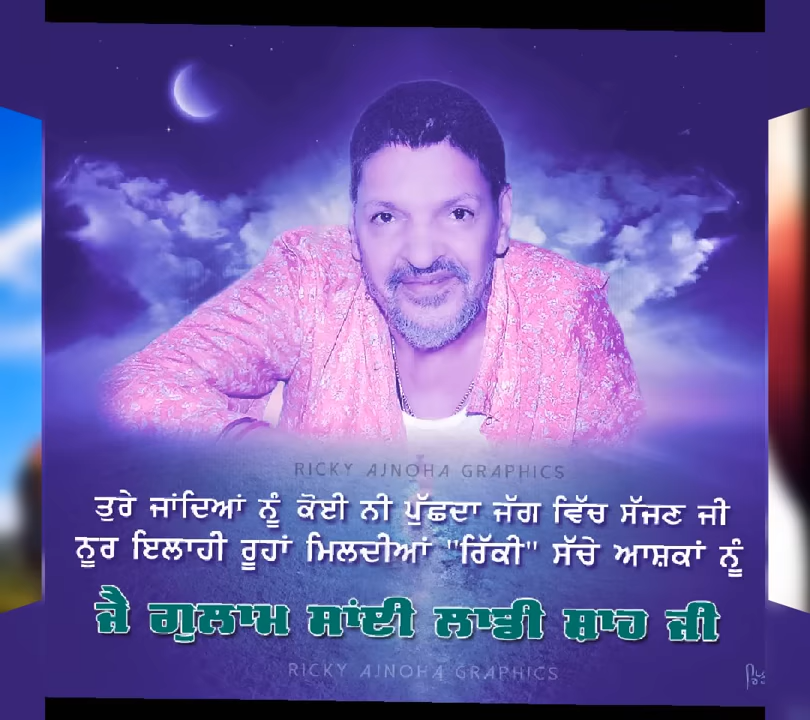 RICKY AJNOHA GRAPHICS
ਤੁਰੇ ਜਾਂਦਿਆਂ ਨੂੰ ਕੋਈ ਨੀ ਪੁੱਛਦਾ ਜੱਗ ਵਿੱਚ ਸੱਜਣ ਜੀ
ਨੂਰ ਇਲਾਹੀ ਰੂਹਾਂ ਮਿਲਦੀਆਂ "ਰਿੱਕੀ" ਸੱਚੇ ਆਸ਼ਕਾਂ ਨੂੰ
ਜੈ ਗੁਲਾਮ ਸਾਂਈ ਲਾਡੀ ਸ਼ਾਹ ਜੀ
RICKY AJNOHA GRAPHICS